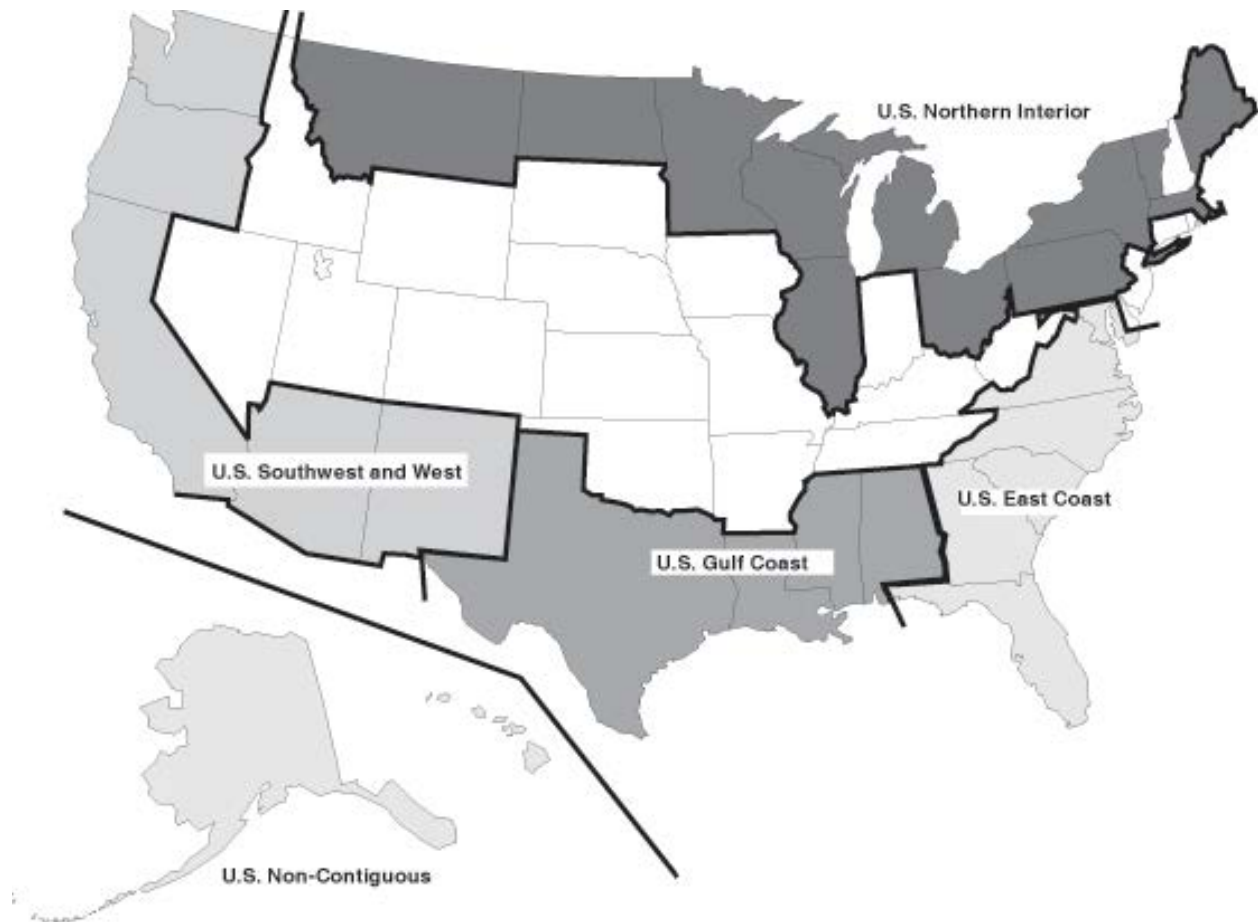 U.S. Northern Interior
U.S. Southwest and West
U.S. East Coast
U.S. Gulf Coast
U.S. Non-Contiguous